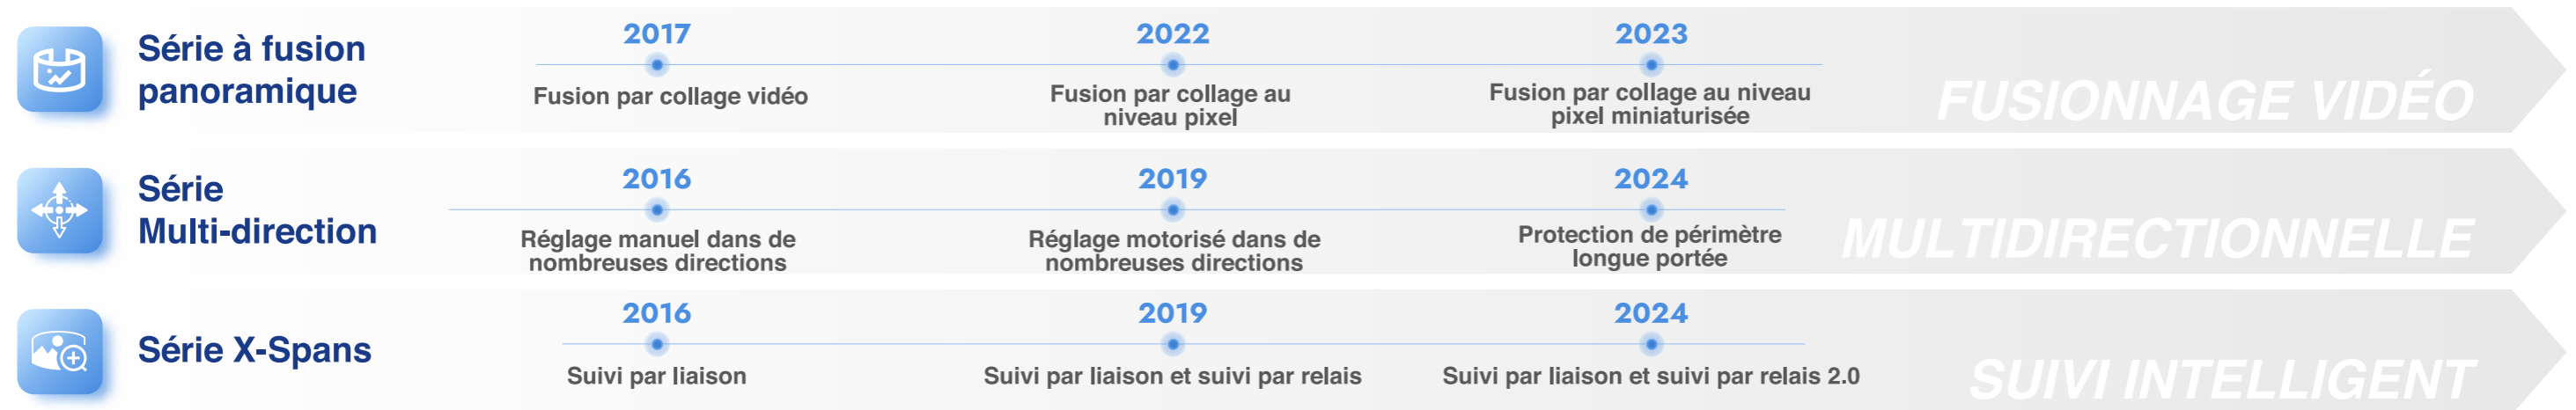 Série à fusion
panoramique
2017
Fusion par collage vidéo
2022
Fusion par collage au
niveau pixel
2023
Fusion par collage au niveau
pixel miniaturisée
FUSIONNAGE VIDÉO
Série
Multi-direction
2016
Réglage manuel dans de
nombreuses directions
2019
Réglage motorisé dans de
nombreuses directions
2024
Protection de périmètre
longue portée
MULTIDIRECTIONNELLE
Série X-Spans
2016
Suivi par liaison
2019
Suivi par liaison et suivi par relais
2024
Suivi par liaison et suivi par relais 2.0
SUIVI INTELLIGENT